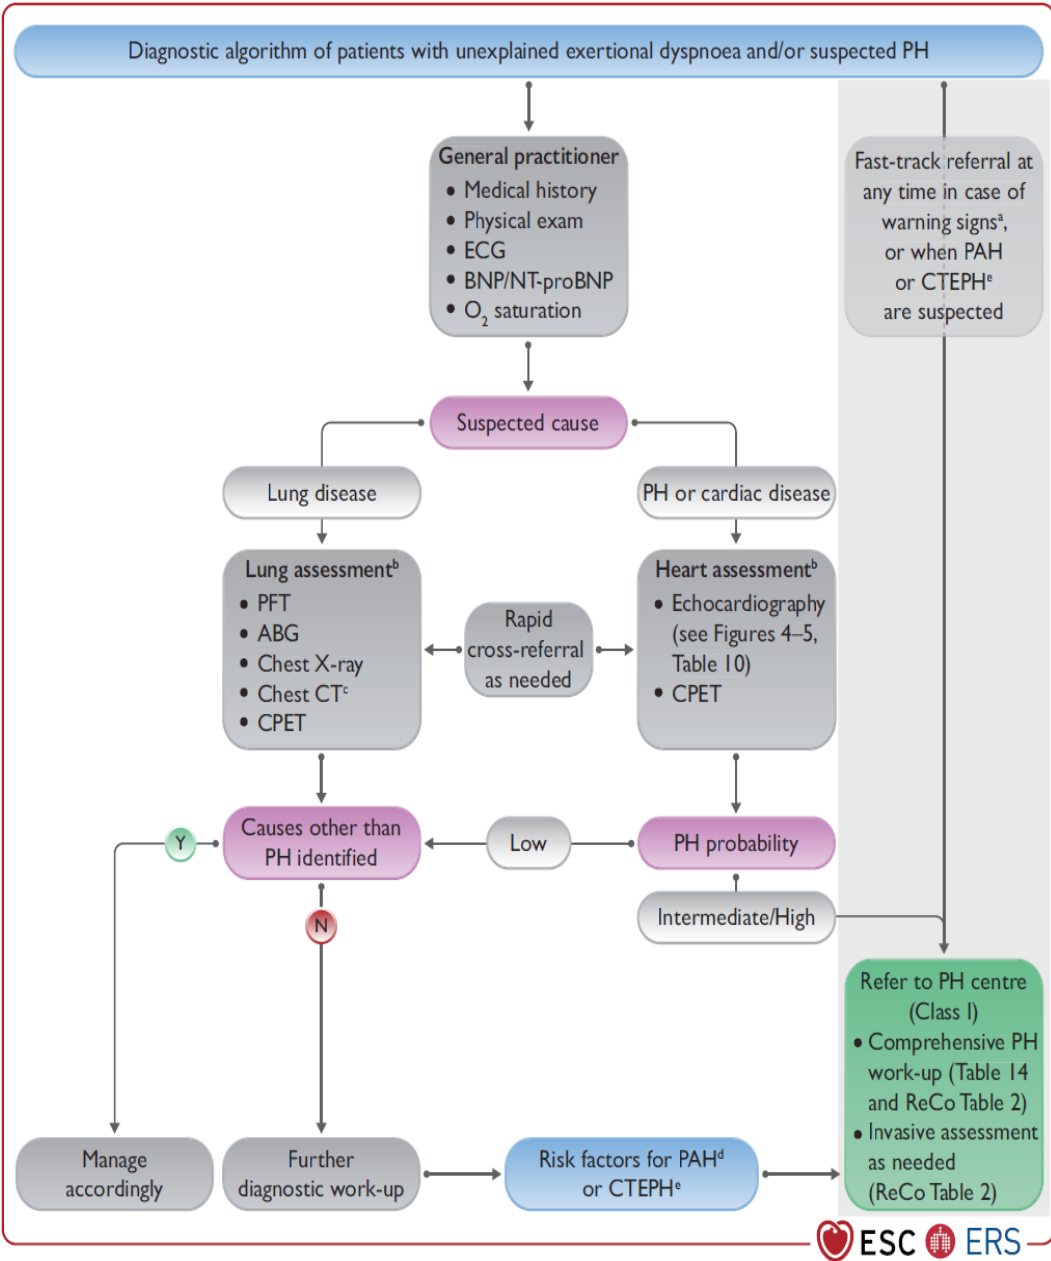 Diagnostic algorithm of patients with unexplained exertional dyspnoea and/or suspected PH
General practitioner
• Medical history
• Physical exam
• ECG
• BNP/NT-proBNP
• O₂ saturation
Fast-track referral at
any time in case of
warning signsᵃ,
or when PAH
or CTEPHᵉ
are suspected
Suspected cause
Lung disease
PH or cardiac disease
Lung assessmentᵇ
• PFT
• ABG
• Chest X-ray
• Chest CTᶜ
• CPET
Rapid
cross-referral
as needed
Heart assessmentᵇ
• Echocardiography
(see Figures 4–5,
Table 10)
• CPET
Y
Causes other than
PH identified
Low
PH probability
N
Intermediate/High
Refer to PH centre
(Class I)
• Comprehensive PH
work-up (Table 14
and ReCo Table 2)
• Invasive assessment
as needed
(ReCo Table 2)
Manage
accordingly
Further
diagnostic work-up
Risk factors for PAHᵈ
or CTEPHᵉ
ESC ERS